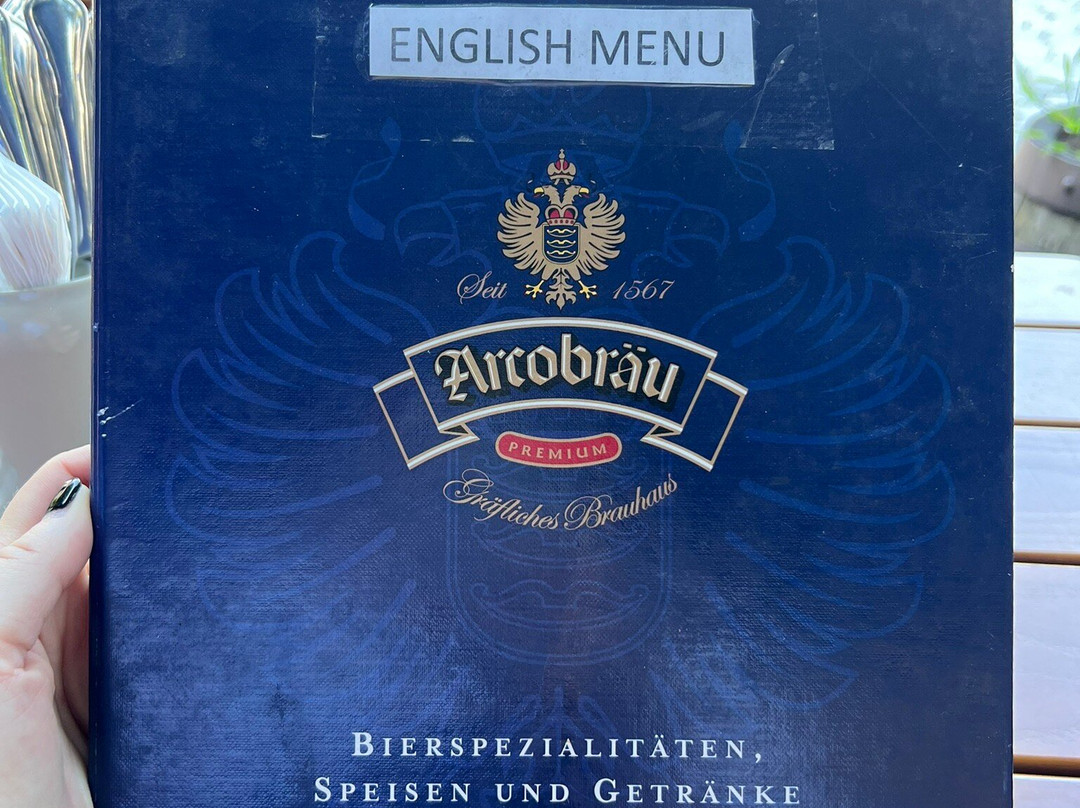 ENGLISH MENU
Seit 1567
Arcobräu
PREMIUM
Gräfliches Brauhaus
BIERSPEZIALITÄTEN,
SPEISEN UND GETRÄNKE